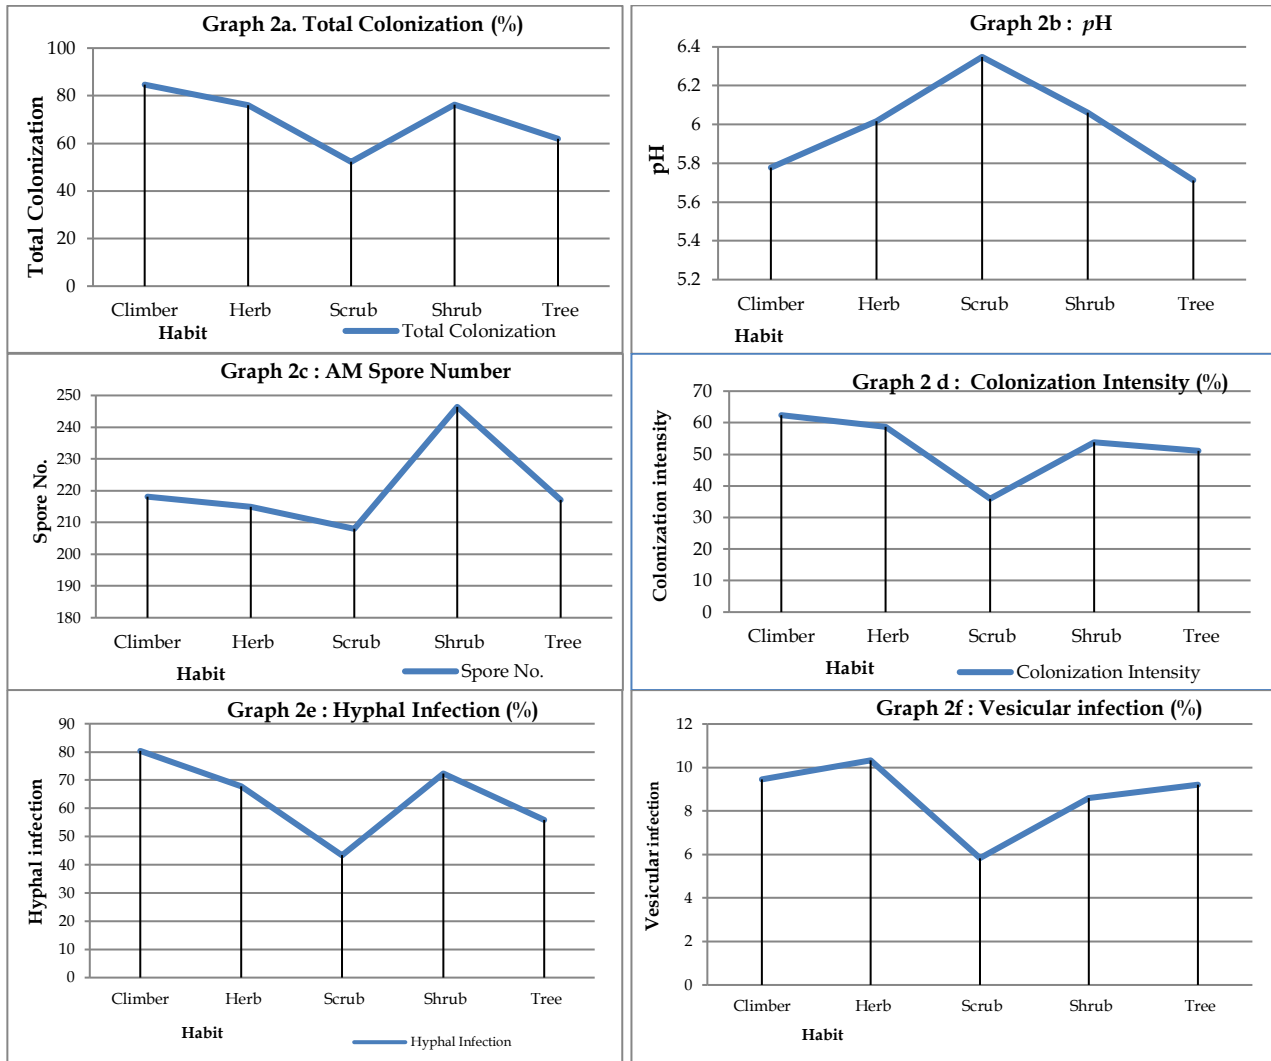 Graph 2a. Total Colonization (%)
100
80
60
40
20
0
Total Colonization
Climber Herb Scrub Shrub Tree
Habit
Total Colonization
Graph 2b : pH
6.4
6.2
6
5.8
5.6
5.4
5.2
pH
Climber Herb Scrub Shrub Tree
Habit
Graph 2c : AM Spore Number
250
240
230
220
210
200
190
180
Spore No.
Climber Herb Scrub Shrub Tree
Habit
Spore No.
Graph 2 d : Colonization Intensity (%)
70
60
50
40
30
20
10
0
Colonization intensity
Climber Herb Scrub Shrub Tree
Habit
Colonization Intensity
Graph 2e : Hyphal Infection (%)
90
80
70
60
50
40
30
20
10
0
Hyphal infection
Climber Herb Scrub Shrub Tree
Habit
Hyphal Infection
Graph 2f : Vesicular infection (%)
12
10
8
6
4
2
0
Vesicular infection
Climber Herb Scrub Shrub Tree
Habit